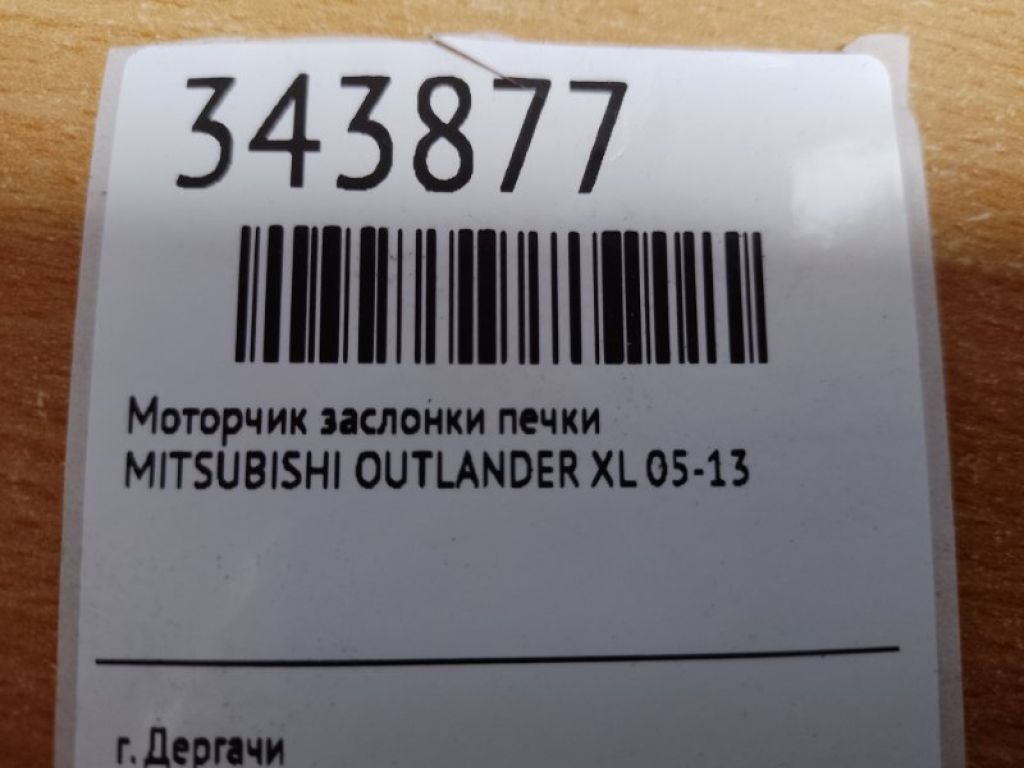 343877
Моторчик заслонки печки
MITSUBISHI OUTLANDER XL 05-13
г. Дергачи